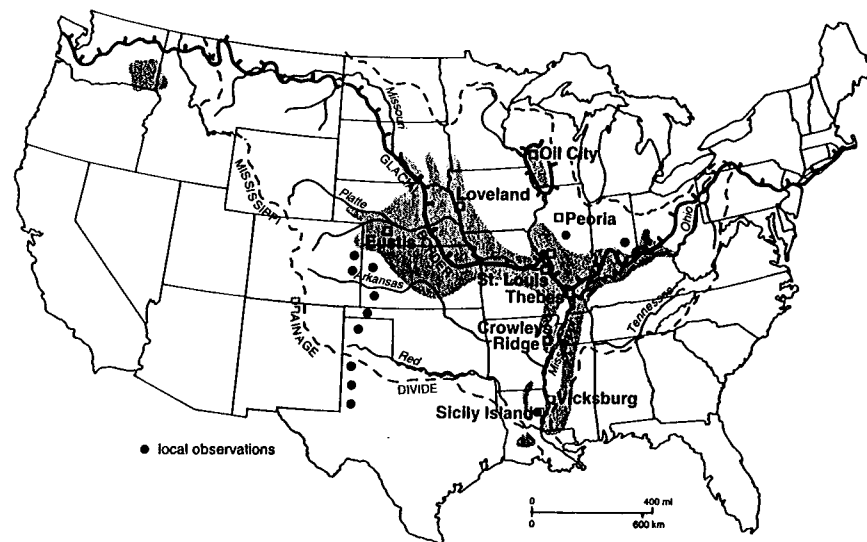 Oil City
Missouri
GLACIAL
MISSISSIPPI
Loveland
Peoria
Platte
Ohio
Eustis
St. Louis
Arkansas
Thebes
Tennessee
Crowleys
Ridge
DRAINAGE
Red
DIVIDE
Vicksburg
Sicily Island
● local observations
0 400 mi
0 600 km